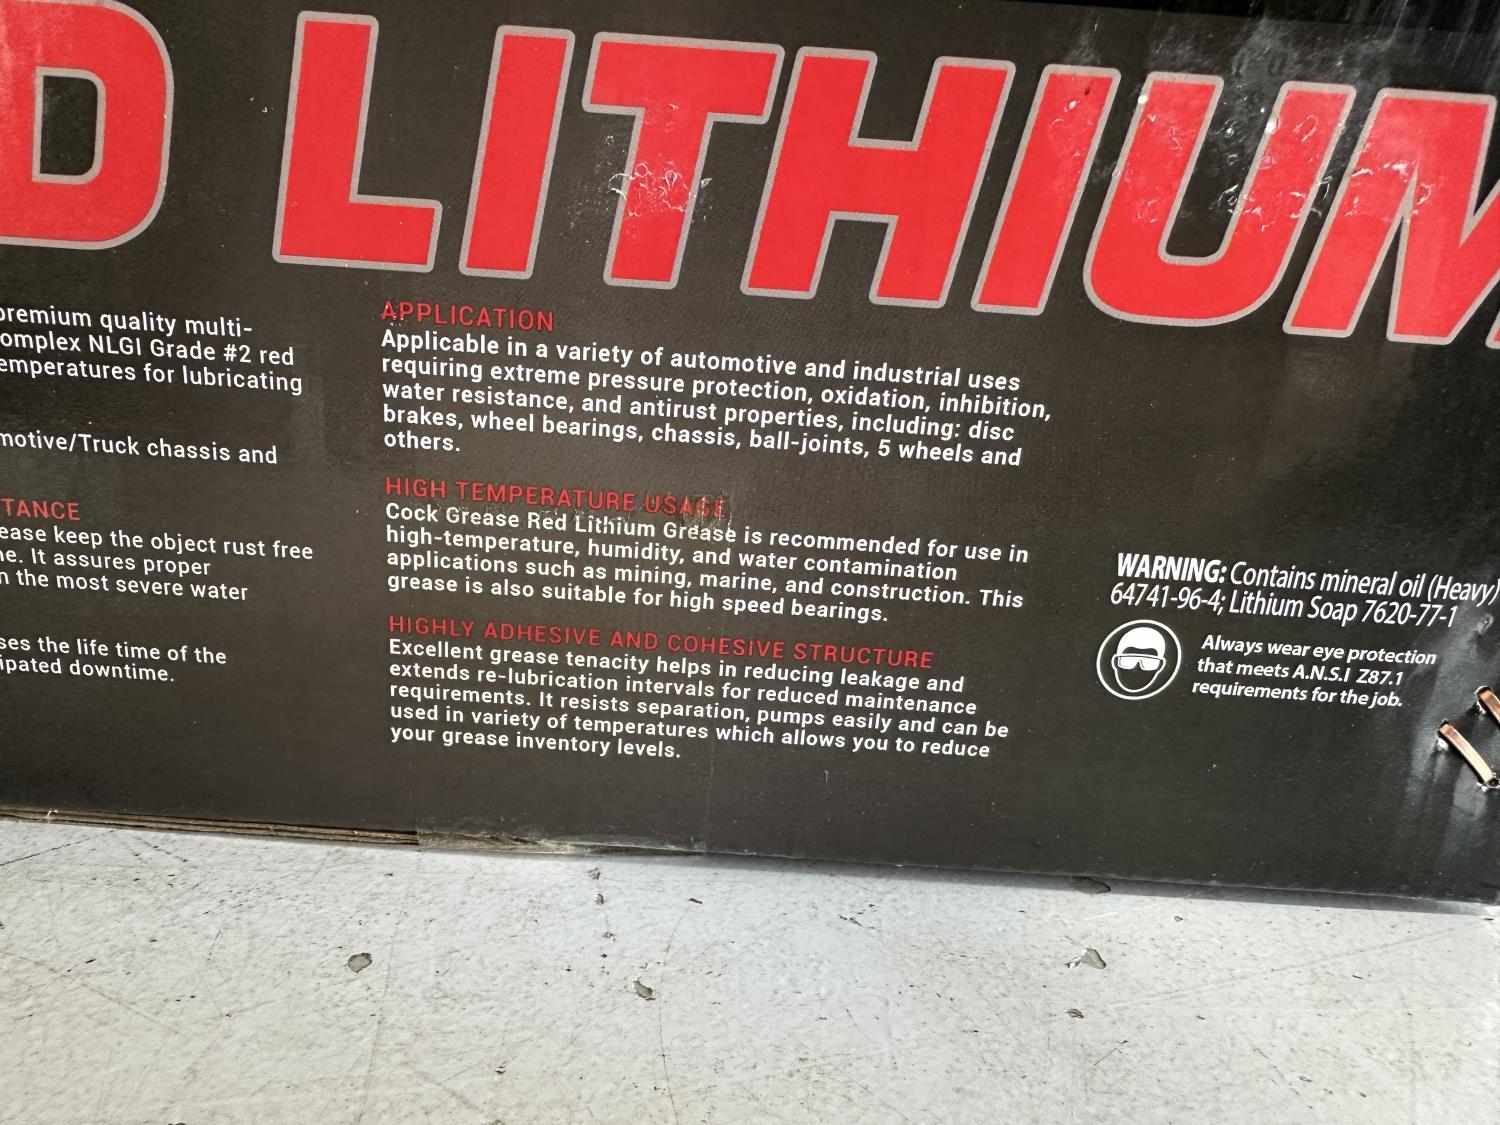 D LITHIUM
premium quality multi-
omplex NLGI Grade #2 red
emperatures for lubricating
motive/Truck chassis and
TANCE
ease keep the object rust free
ne. It assures proper
n the most severe water
ses the life time of the
ipated downtime.
APPLICATION
Applicable in a variety of automotive and industrial uses
requiring extreme pressure protection, oxidation, inhibition,
water resistance, and antirust properties, including: disc
brakes, wheel bearings, chassis, ball-joints, 5 wheels and
others.
HIGH TEMPERATURE USAGE
Cock Grease Red Lithium Grease is recommended for use in
high-temperature, humidity, and water contamination
applications such as mining, marine, and construction. This
grease is also suitable for high speed bearings.
HIGHLY ADHESIVE AND COHESIVE STRUCTURE
Excellent grease tenacity helps in reducing leakage and
extends re-lubrication intervals for reduced maintenance
requirements. It resists separation, pumps easily and can be
used in variety of temperatures which allows you to reduce
your grease inventory levels.
WARNING: Contains mineral oil (Heavy)
64741-96-4; Lithium Soap 7620-77-1
Always wear eye protection
that meets A.N.S.I Z87.1
requirements for the job.